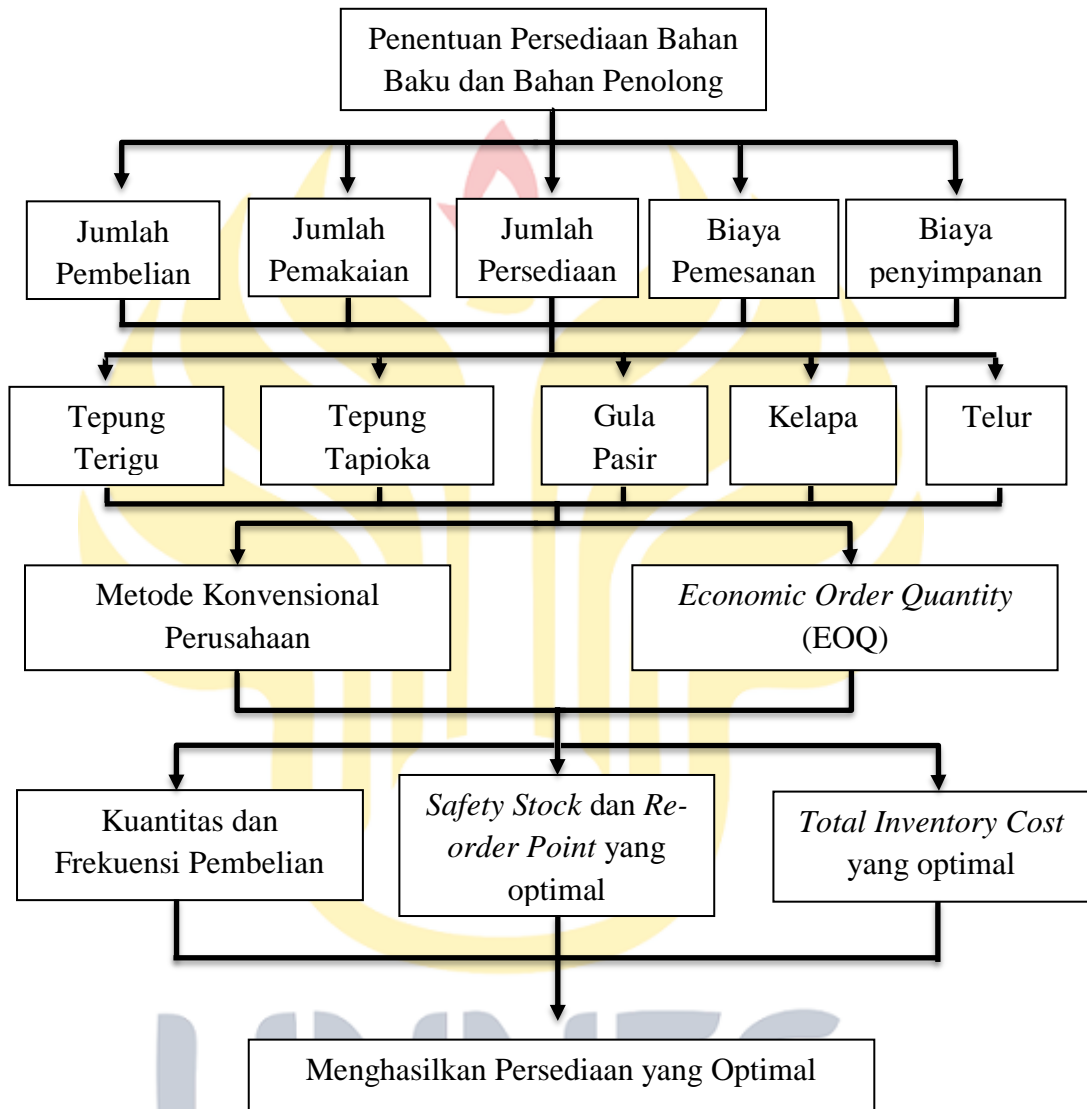 Penentuan Persediaan Bahan
Baku dan Bahan Penolong
Jumlah
Pembelian
Jumlah
Pemakaian
Jumlah
Persediaan
Biaya
Pemesanan
Biaya
penyimpanan
Tepung
Terigu
Tepung
Tapioka
Gula
Pasir
Kelapa
Telur
Metode Konvensional
Perusahaan
Economic Order Quantity
(EOQ)
Kuantitas dan
Frekuensi Pembelian
Safety Stock dan Re-
order Point yang
optimal
Total Inventory Cost
yang optimal
UNNES
Menghasilkan Persediaan yang Optimal